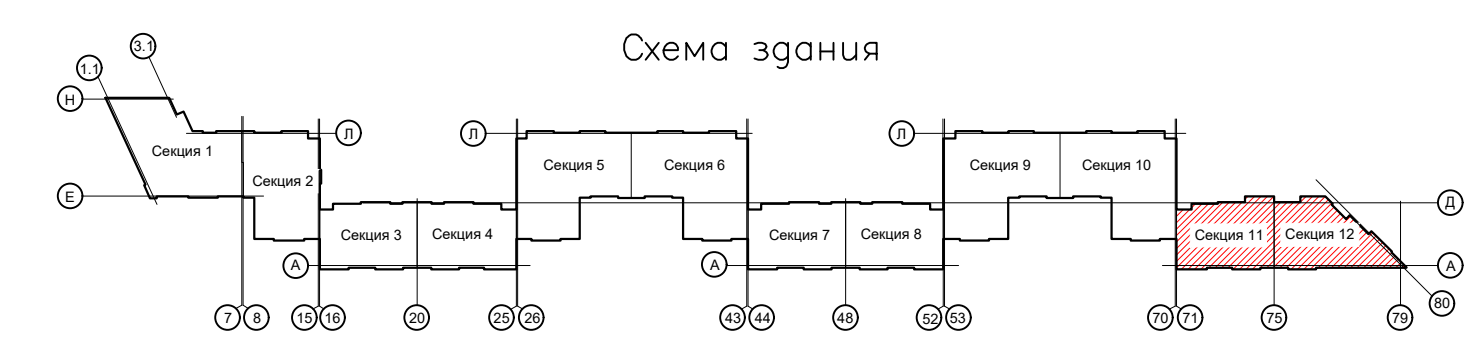 Схема здания
3.1
1.1
Н
Л
Л
Л
Секция 1
Секция 2
Секция 5
Секция 6
Секция 9
Секция 10
Е
Д
Секция 3
Секция 4
Секция 7
Секция 8
Секция 11
Секция 12
А
А
А
80
7
8
15
16
20
25
26
43
44
48
52
53
70
71
75
79